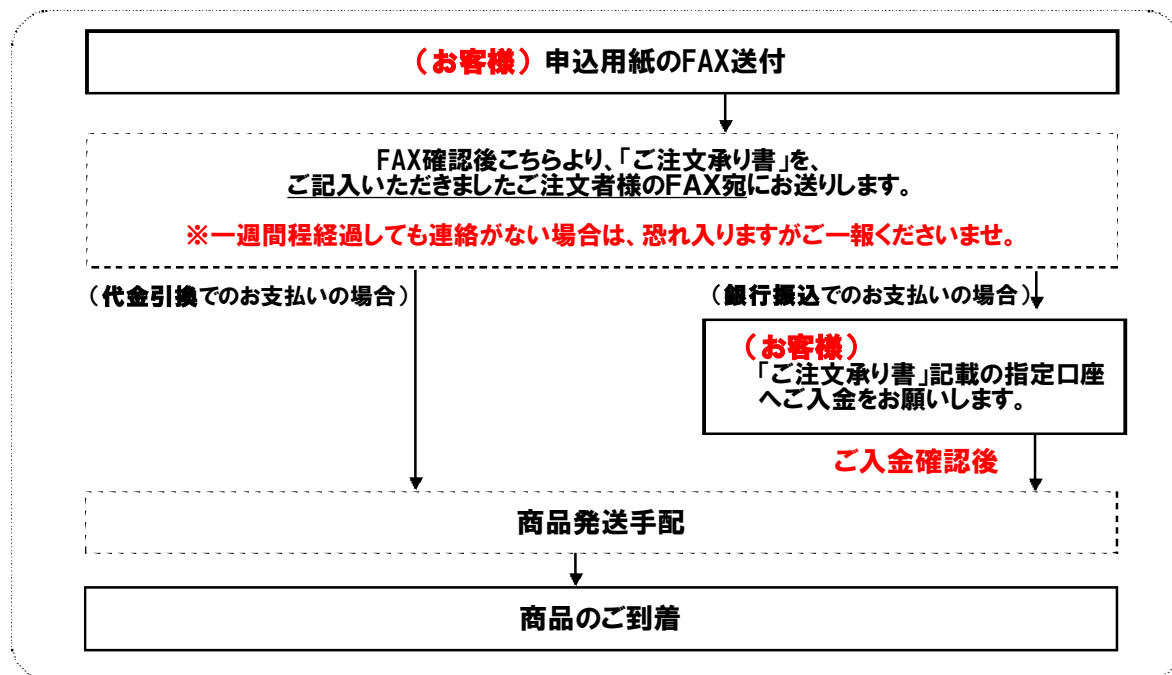 （お客様）申込用紙のFAX送付
FAX確認後こちらより、「ご注文承り書」を、
ご記入いただきましたご注文者様のFAX宛にお送りします。
※一週間程経過しても連絡がない場合は、恐れ入りますがご一報くださいませ。
（代金引換でのお支払いの場合）
（銀行振込でのお支払いの場合）
（お客様）
「ご注文承り書」記載の指定口座
へご入金をお願いします。
ご入金確認後
商品発送手配
商品のご到着